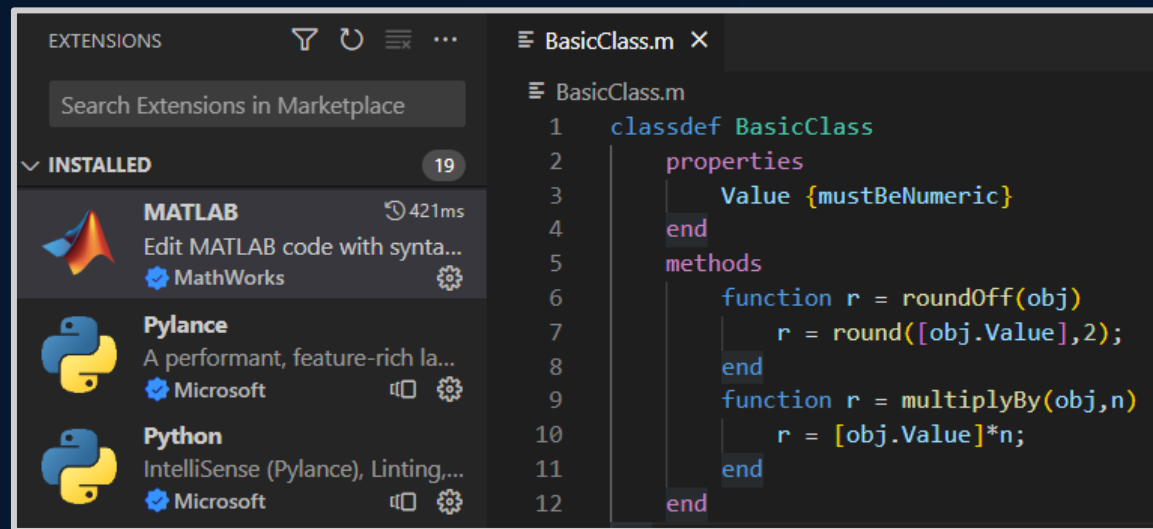 EXTENSIONS
Search Extensions in Marketplace
INSTALLED 19
MATLAB 421ms
Edit MATLAB code with synta...
MathWorks
Pylance
A performant, feature-rich la...
Microsoft
Python
IntelliSense (Pylance), Linting,...
Microsoft
BasicClass.m
BasicClass.m
1 classdef BasicClass
2 properties
3 Value {mustBeNumeric}
4 end
5 methods
6 function r = roundOff(obj)
7 r = round([obj.Value],2);
8 end
9 function r = multiplyBy(obj,n)
10 r = [obj.Value]*n;
11 end
12 end